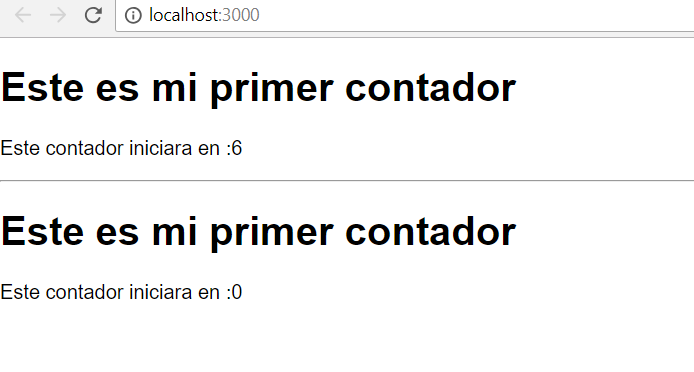 localhost:3000
Este es mi primer contador
Este contador iniciara en :6
Este es mi primer contador
Este contador iniciara en :0